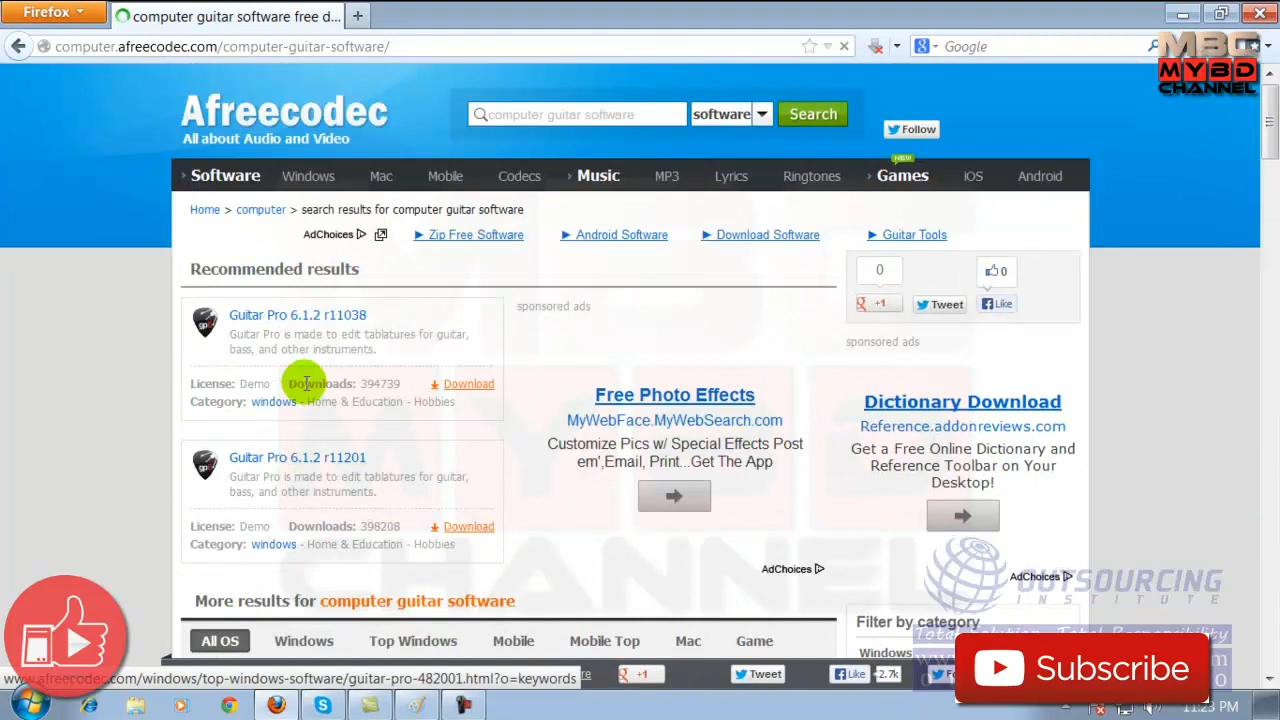 Firefox
computer guitar software free d...
computer.afreecodec.com/computer-guitar-software/
Google
MBC
MYBD
CHANNEL
Afreecodec
All about Audio and Video
computer guitar software
software
Search
Follow
NEW
Software Windows Mac Mobile Codecs Music MP3 Lyrics Ringtones Games iOS Android
Home > computer > search results for computer guitar software
AdChoices
Zip Free Software
Android Software
Download Software
Guitar Tools
Recommended results
0
0
+1
Tweet
Like
Guitar Pro 6.1.2 r11038
Guitar Pro is made to edit tablatures for guitar,
bass, and other instruments.
License: Demo Downloads: 394739 Download
Category: windows - Home & Education - Hobbies
sponsored ads
Free Photo Effects
MyWebFace.MyWebSearch.com
Customize Pics w/ Special Effects Post
em',Email, Print...Get The App
sponsored ads
Dictionary Download
Reference.addonreviews.com
Get a Free Online Dictionary and
Reference Toolbar on Your
Desktop!
Guitar Pro 6.1.2 r11201
Guitar Pro is made to edit tablatures for guitar,
bass, and other instruments.
License: Demo Downloads: 398208 Download
Category: windows - Home & Education - Hobbies
AdChoices
AdChoices
MYBD
CHANNEL
OUTSOURCING
INSTITUTE
Total Solution, Total Responsibility
More results for computer guitar software
Filter by category
All OS Windows Top Windows Mobile Mobile Top Mac Game
Windows
www.afreecodec.com/windows/top-windows-software/guitar-pro-482001.html?o=keywords
+1
Tweet
Like
2.7k
Subscribe
11:23 PM